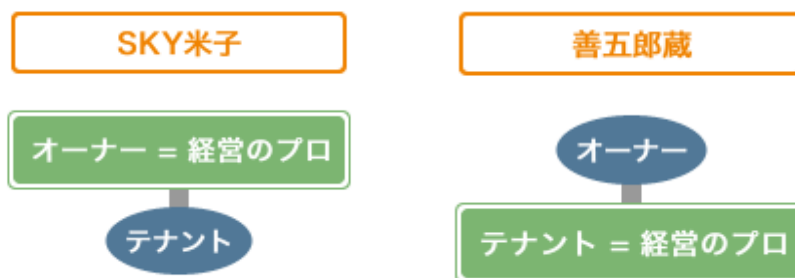 SKY米子
オーナー = 経営のプロ
テナント
善五郎蔵
オーナー
テナント = 経営のプロ